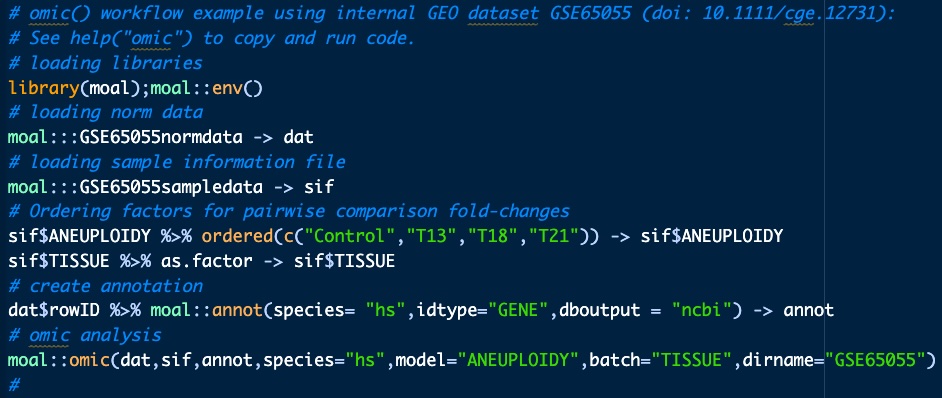 # omic() workflow example using internal GEO dataset GSE65055 (doi: 10.1111/cge.12731):
# See help("omic") to copy and run code.
# loading libraries
library(moal);moal::env()
# loading norm data
moal:::GSE65055normdata -> dat
# loading sample information file
moal:::GSE65055sampledata -> sif
# Ordering factors for pairwise comparison fold-changes
sif$ANEUPLOIDY %>% ordered(c("Control","T13","T18","T21")) -> sif$ANEUPLOIDY
sif$TISSUE %>% as.factor -> sif$TISSUE
# create annotation
dat$rowID %>% moal::annot(species= "hs",idtype="GENE",dboutput = "ncbi") -> annot
# omic analysis
moal::omic(dat,sif,annot,species="hs",model="ANEUPLOIDY",batch="TISSUE",dirname="GSE65055")
#